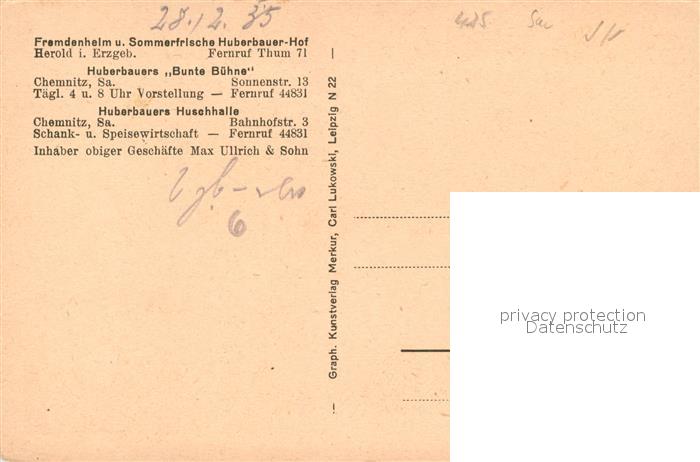 28./2. 35
Fremdenheim u. Sommerfrische Huberbauer-Hof
Herold i. Erzgeb. Fernruf Thum 71
Huberbauers „Bunte Bühne"
Chemnitz, Sa. Sonnenstr. 13
Tägl. 4 u. 8 Uhr Vorstellung — Fernruf 44831
Huberbauers Huschhalle
Chemnitz, Sa. Bahnhofstr. 3
Schank- u. Speisewirtschaft — Fernruf 44831
Inhaber obiger Geschäfte Max Ullrich & Sohn
6
Graph. Kunstverlag Merkur, Carl Lukowski, Leipzig N 22
privacy protection
Datenschutz